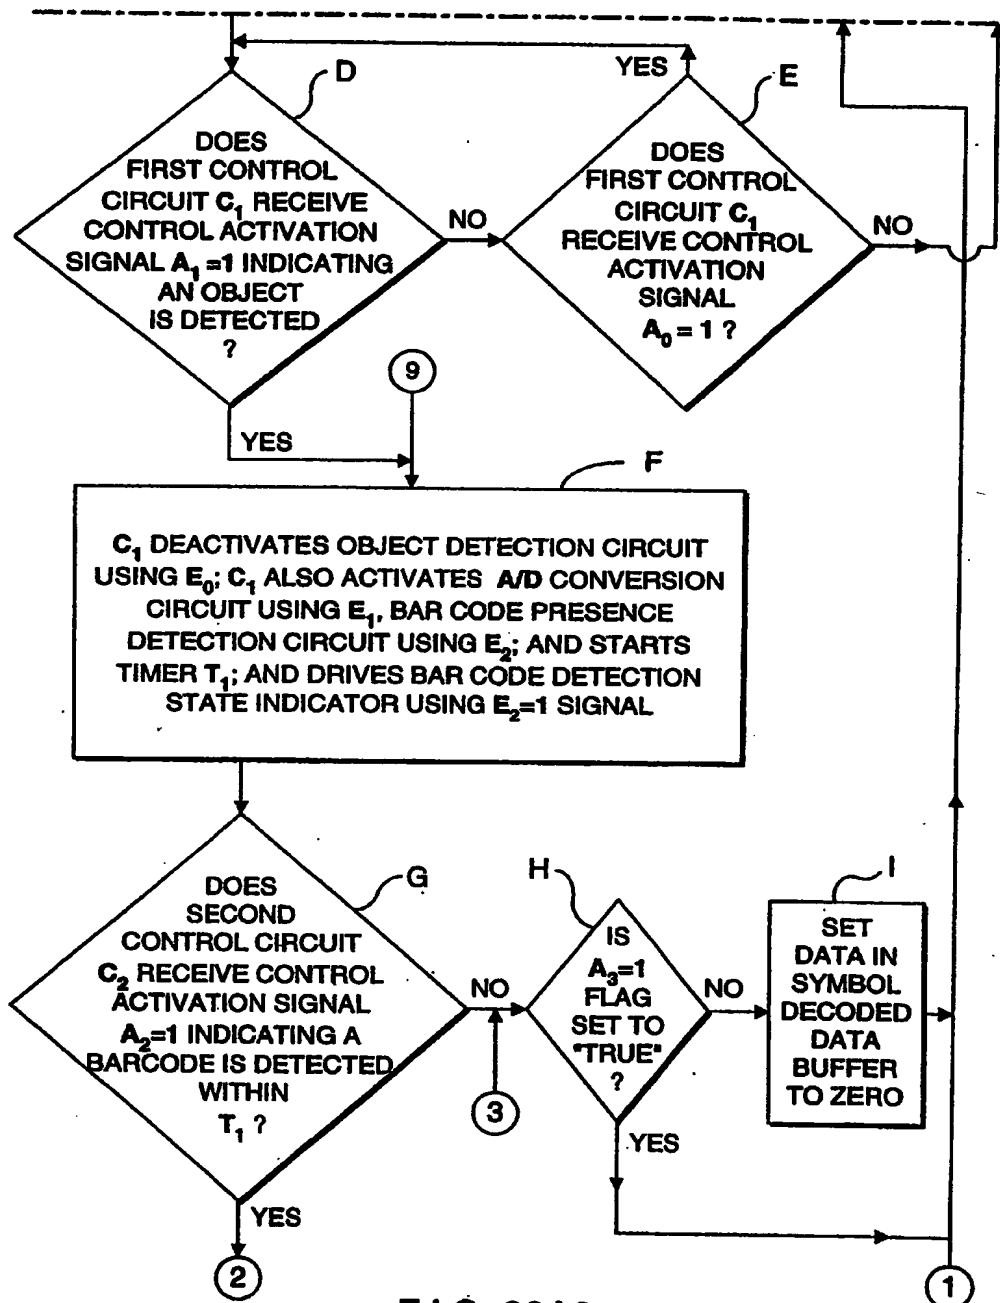 D
DOES
FIRST CONTROL
CIRCUIT C₁ RECEIVE
CONTROL ACTIVATION
SIGNAL A₁ =1 INDICATING
AN OBJECT
IS DETECTED
?
NO
YES
E
YES
DOES
FIRST CONTROL
CIRCUIT C₁
RECEIVE CONTROL
ACTIVATION
SIGNAL
A₀ = 1 ?
NO
9
F
C₁ DEACTIVATES OBJECT DETECTION CIRCUIT
USING E₀; C₁ ALSO ACTIVATES A/D CONVERSION
CIRCUIT USING E₁, BAR CODE PRESENCE
DETECTION CIRCUIT USING E₂; AND STARTS
TIMER T₁; AND DRIVES BAR CODE DETECTION
STATE INDICATOR USING E₂=1 SIGNAL
G
DOES
SECOND
CONTROL CIRCUIT
C₂ RECEIVE CONTROL
ACTIVATION SIGNAL
A₂=1 INDICATING A
BARCODE IS DETECTED
WITHIN
T₁ ?
NO
YES
2
3
H
IS
A₃=1
FLAG
SET TO
"TRUE"
?
NO
YES
I
SET
DATA IN
SYMBOL
DECODED
DATA
BUFFER
TO ZERO
1